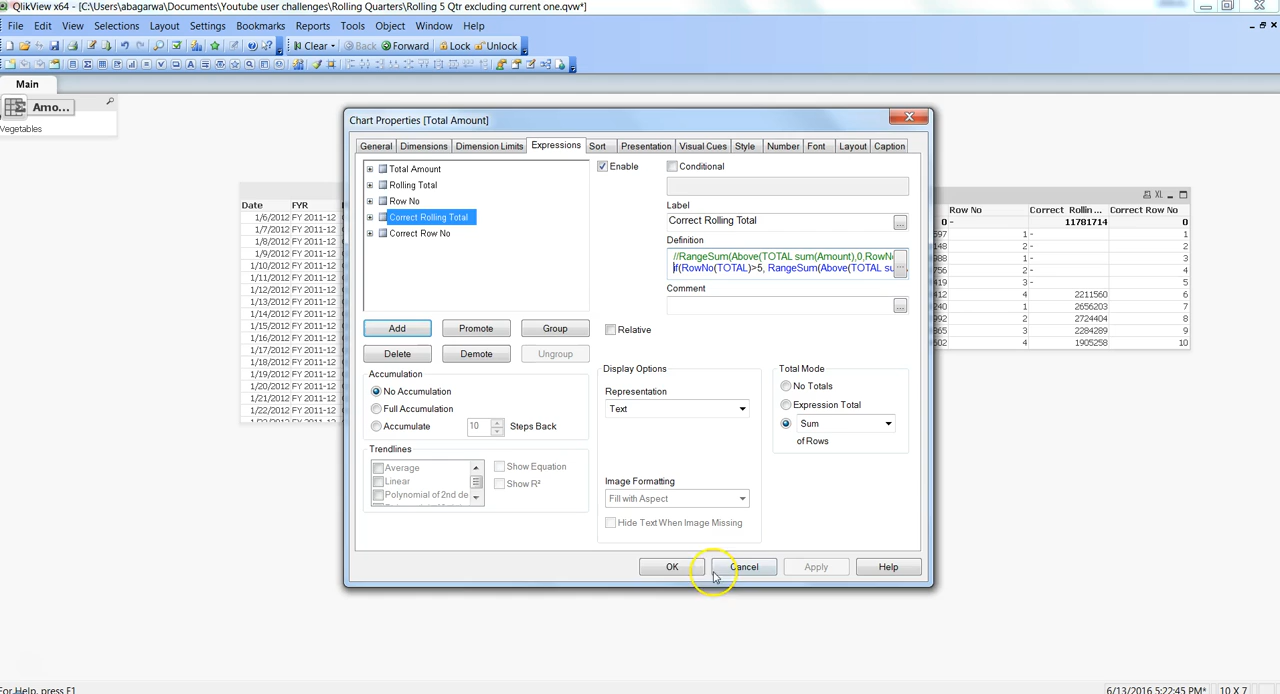 QlikView x64 - [C:\Users\abagarwa\Documents\Youtube user challenges\Rolling Quarters\Rolling 5 Qtr excluding current one.qvw*]
File Edit View Selections Layout Settings Bookmarks Reports Tools Object Window Help
Clear Back Forward Lock Unlock
Main
Amo...
Vegetables
Date FYR
1/6/2012 FY 2011-12
1/7/2012 FY 2011-12
1/8/2012 FY 2011-12
1/9/2012 FY 2011-12
1/10/2012 FY 2011-12
1/11/2012 FY 2011-12
1/12/2012 FY 2011-12
1/13/2012 FY 2011-12
1/14/2012 FY 2011-12
1/15/2012 FY 2011-12
1/16/2012 FY 2011-12
1/17/2012 FY 2011-12
1/18/2012 FY 2011-12
1/19/2012 FY 2011-12
1/20/2012 FY 2011-12
1/21/2012 FY 2011-12
1/22/2012 FY 2011-12
Chart Properties [Total Amount]
General Dimensions Dimension Limits Expressions Sort Presentation Visual Cues Style Number Font Layout Caption
Total Amount
Rolling Total
Row No
Correct Rolling Total
Correct Row No
Add Promote Group
Delete Demote Ungroup
Accumulation
No Accumulation
Full Accumulation
Accumulate 10 Steps Back
Trendlines
Average
Linear
Polynomial of 2nd de
Show Equation
Show R²
Enable Conditional
Label
Correct Rolling Total
Definition
//RangeSum(Above(TOTAL sum(Amount),0,RowNo
if(RowNo(TOTAL)>5, RangeSum(Above(TOTAL su
Comment
Relative
Display Options
Representation
Text
Image Formatting
Fill with Aspect
Hide Text When Image Missing
Total Mode
No Totals
Expression Total
Sum
of Rows
OK Cancel Apply Help
XL
Row No Correct Rollin ... Correct Row No
0 - 11781714 0
597 1 - 1
148 2 - 2
988 1 - 3
756 2 - 4
419 3 - 5
412 4 2211560 6
240 1 2656203 7
992 2 2724404 8
865 3 2284289 9
602 4 1905258 10
For Help, press F1
6/13/2016 5:22:45 PM* 10 X 7